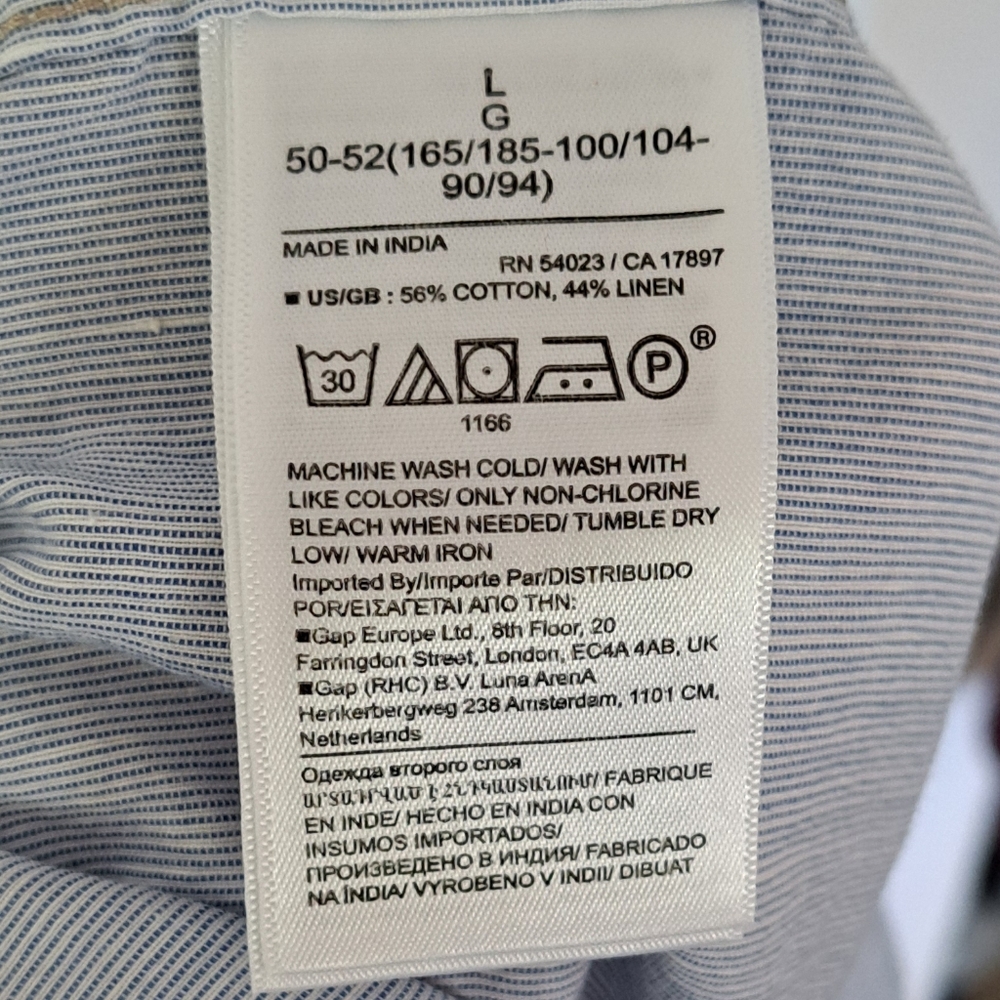 L
G
50-52(165/185-100/104-
90/94)
MADE IN INDIA
RN 54023 / CA 17897
US/GB : 56% COTTON, 44% LINEN
30
P
®
1166
MACHINE WASH COLD/ WASH WITH
LIKE COLORS/ ONLY NON-CHLORINE
BLEACH WHEN NEEDED/ TUMBLE DRY
LOW/ WARM IRON
Imported By/Importe Par/DISTRIBUIDO
POR/ΕΙΣΑΓΕΤΑΙ ΑΠΟ ΤΗΝ:
Gap Europe Ltd., 8th Floor, 20
Farringdon Street, London, EC4A 4AB, UK
Gap (RHC) B.V. Luna ArenA
Herikerbergweg 238 Amsterdam, 1101 CM,
Netherlands
Одежда второго слоя
ԱՐՏԱԴՐՎԱԾ Է ՀՆԴԿԱՍՏԱՆՈՒՄ/ FABRIQUE
EN INDE/ HECHO EN INDIA CON
INSUMOS IMPORTADOS/
ПРОИЗВЕДЕНО В ИНДИЯ/ FABRICADO
NA ÍNDIA/ VYROBENO V INDII/ DIBUAT